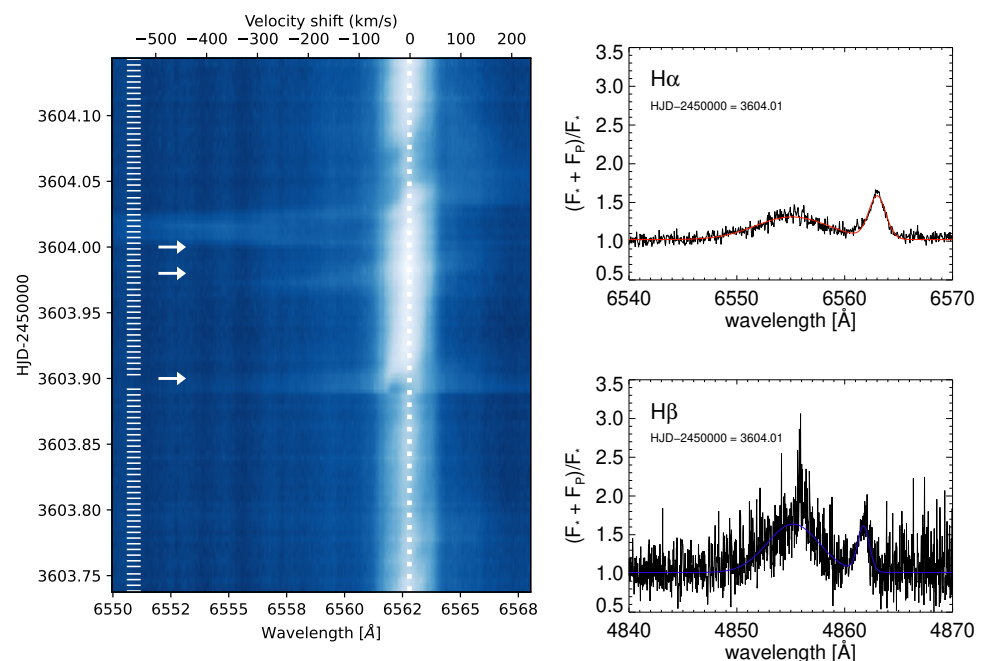 Velocity shift (km/s)
−500 −400 −300 −200 −100 0 100 200
HJD-2450000
3604.10
3604.05
3604.00
3603.95
3603.90
3603.85
3603.80
3603.75
6550 6552 6555 6558 6560 6562 6565 6568
Wavelength [Å]
Hα
HJD−2450000 = 3604.01
(F* + FP)/F*
3.5
3.0
2.5
2.0
1.5
1.0
0.5
6540 6550 6560 6570
wavelength [Å]
Hβ
HJD−2450000 = 3604.01
(F* + FP)/F*
3.5
3.0
2.5
2.0
1.5
1.0
0.5
4840 4850 4860 4870
wavelength [Å]